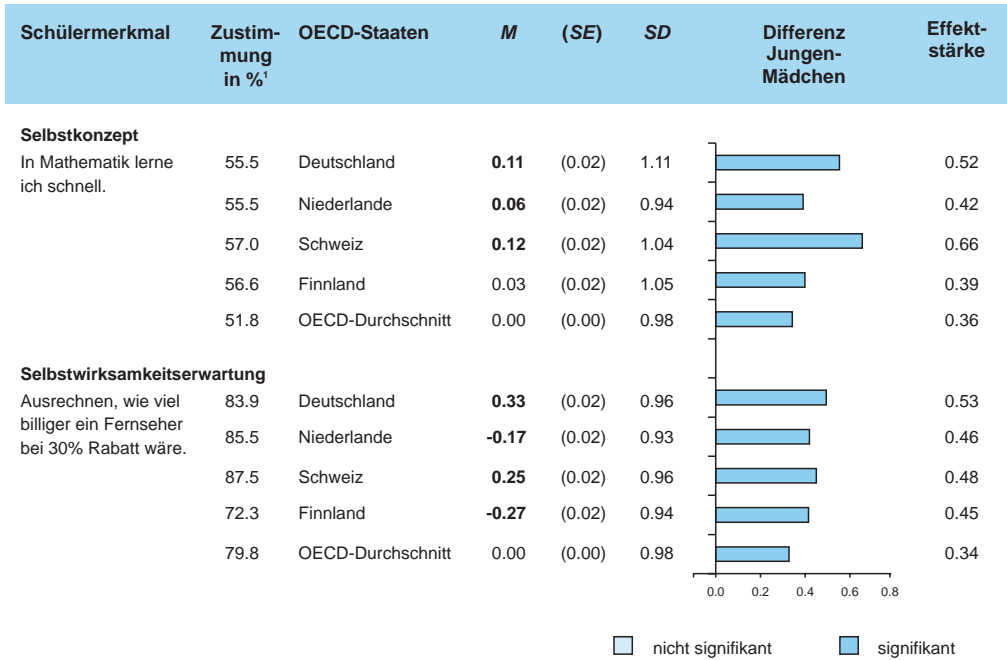 Schülermerkmal Zustim-mung in %¹ OECD-Staaten M (SE) SD Differenz Jungen-Mädchen Effekt-stärke
Selbstkonzept
In Mathematik lerne 55.5 Deutschland 0.11 (0.02) 1.11 0.52
ich schnell.
55.5 Niederlande 0.06 (0.02) 0.94 0.42
57.0 Schweiz 0.12 (0.02) 1.04 0.66
56.6 Finnland 0.03 (0.02) 1.05 0.39
51.8 OECD-Durchschnitt 0.00 (0.00) 0.98 0.36
Selbstwirksamkeitserwartung
Ausrechnen, wie viel 83.9 Deutschland 0.33 (0.02) 0.96 0.53
billiger ein Fernseher 85.5 Niederlande -0.17 (0.02) 0.93 0.46
bei 30% Rabatt wäre.
87.5 Schweiz 0.25 (0.02) 0.96 0.48
72.3 Finnland -0.27 (0.02) 0.94 0.45
79.8 OECD-Durchschnitt 0.00 (0.00) 0.98 0.34
0.0 0.2 0.4 0.6 0.8
nicht signifikant signifikant